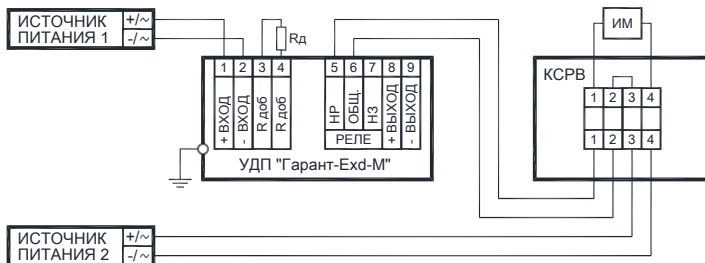 ИСТОЧНИК +/~
ПИТАНИЯ 1 -/~
Rд
ИМ
КСРВ
1 2 3 4 5 6 7 8 9
+ ВХОД
- ВХОД
R доб
R доб
НР
ОБЩ.
НЗ
+ ВЫХОД
- ВЫХОД
РЕЛЕ
УДП "Гарант-Exd-М"
1 2 3 4
1 2 3 4
ИСТОЧНИК +/~
ПИТАНИЯ 2 -/~